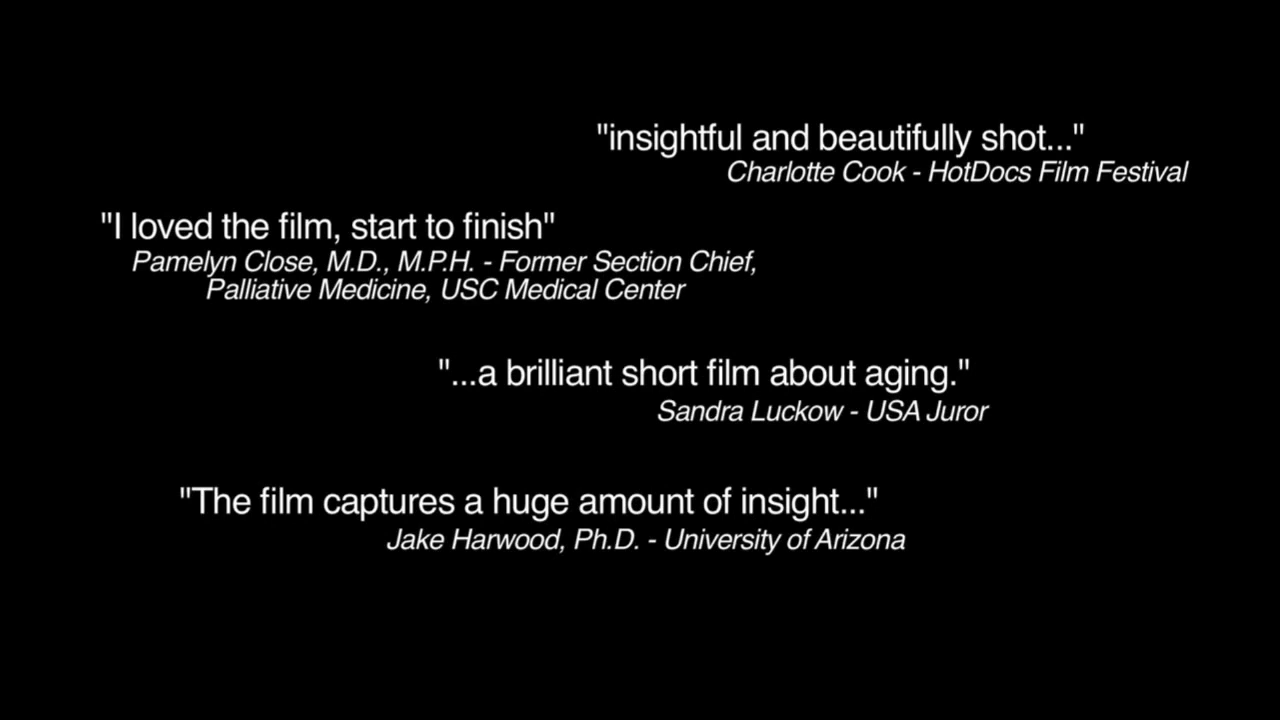 "insightful and beautifully shot..."
Charlotte Cook - HotDocs Film Festival
"I loved the film, start to finish"
Pamelyn Close, M.D., M.P.H. - Former Section Chief,
Palliative Medicine, USC Medical Center
"...a brilliant short film about aging."
Sandra Luckow - USA Juror
"The film captures a huge amount of insight..."
Jake Harwood, Ph.D. - University of Arizona